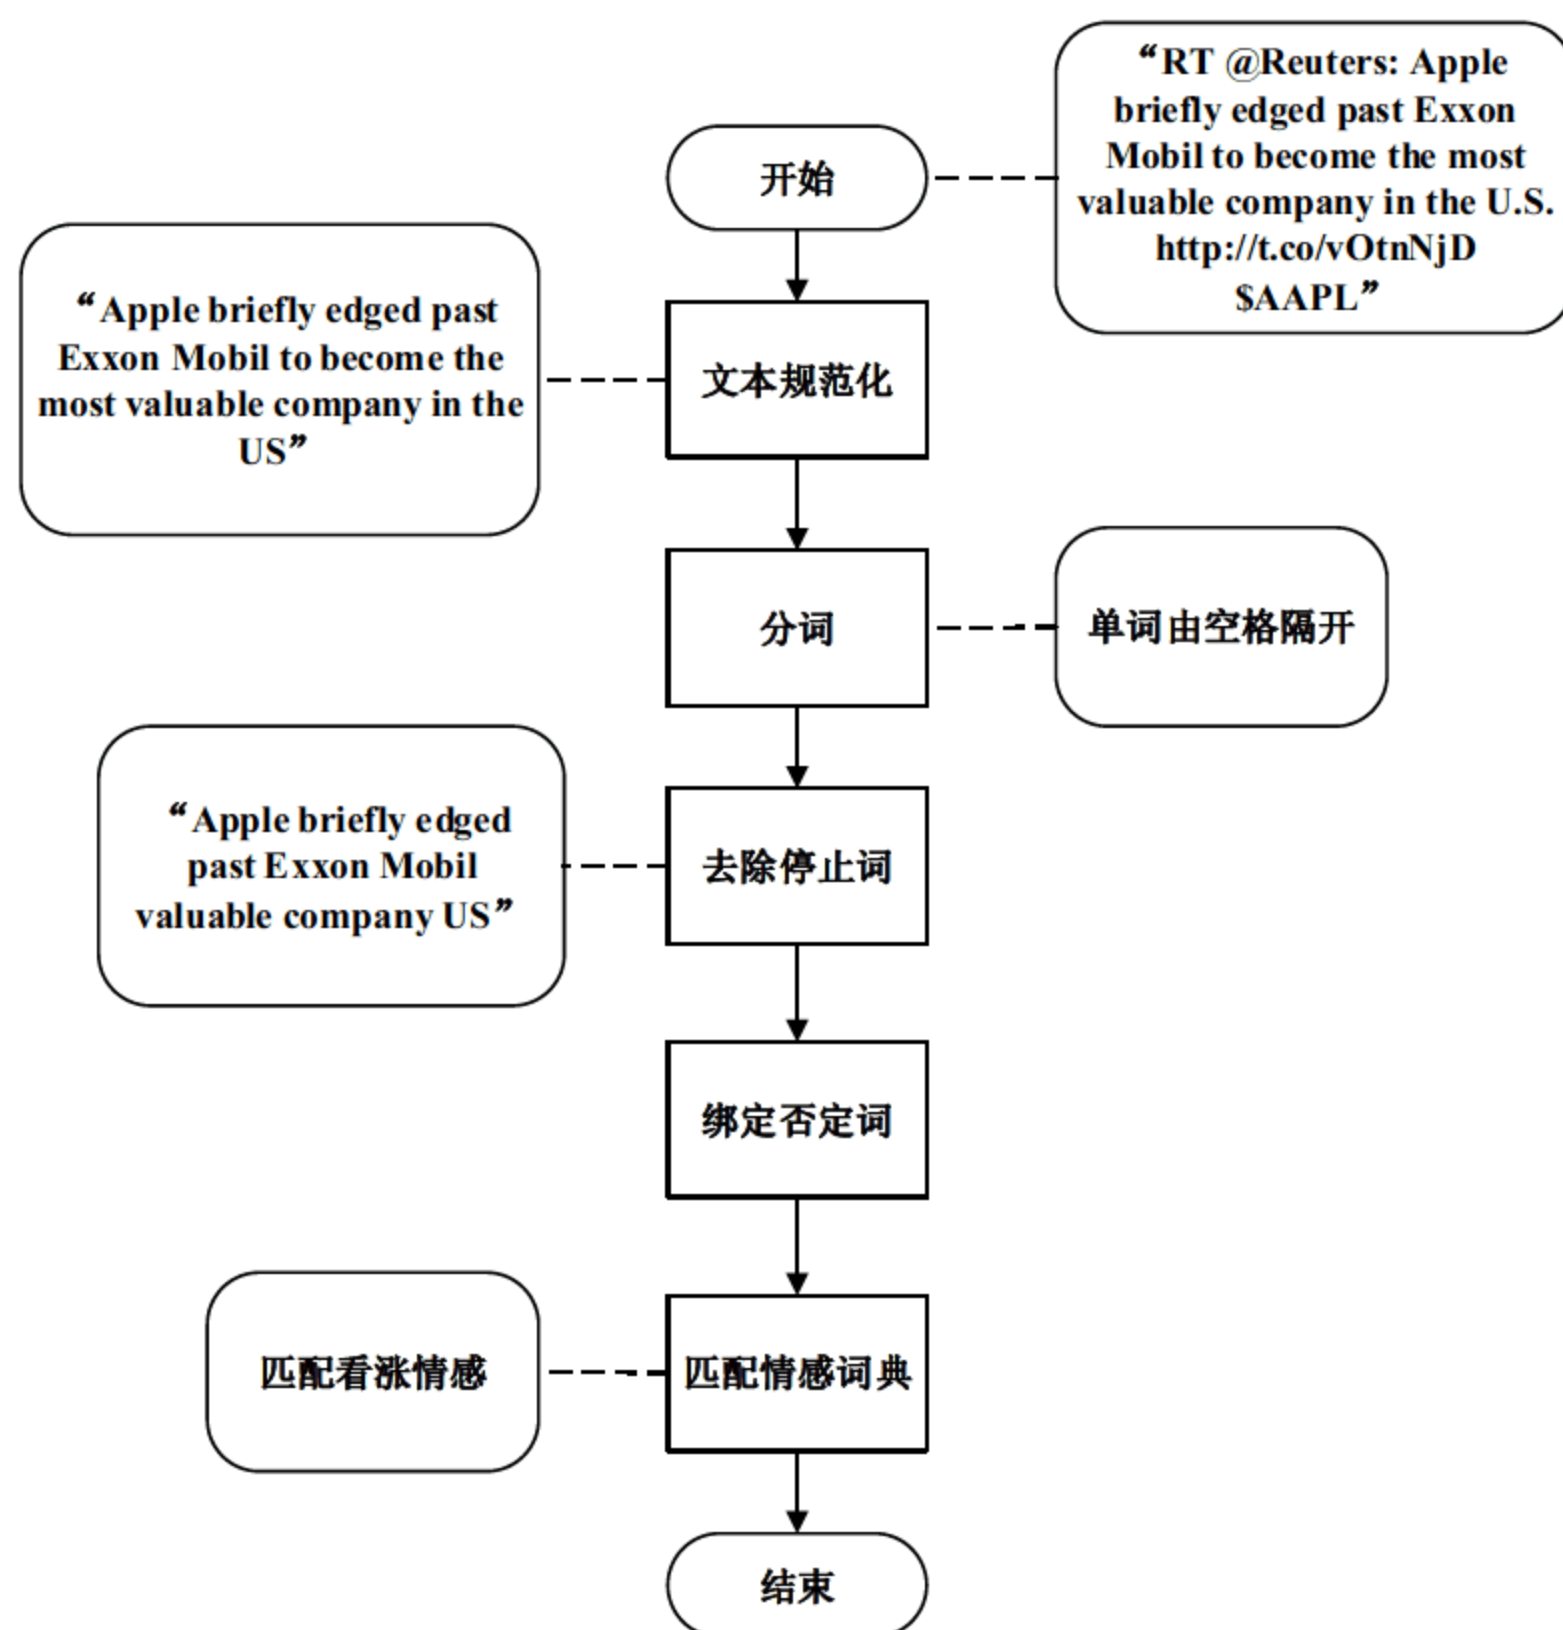 开始
“RT @Reuters: Apple
briefly edged past Exxon
Mobil to become the most
valuable company in the U.S.
http://t.co/vOtnNjD
$AAPL”
文本规范化
“Apple briefly edged past
Exxon Mobil to become the
most valuable company in the
US”
分词
单词由空格隔开
去除停止词
“Apple briefly edged
past Exxon Mobil
valuable company US”
绑定否定词
匹配情感词典
匹配看涨情感
结束